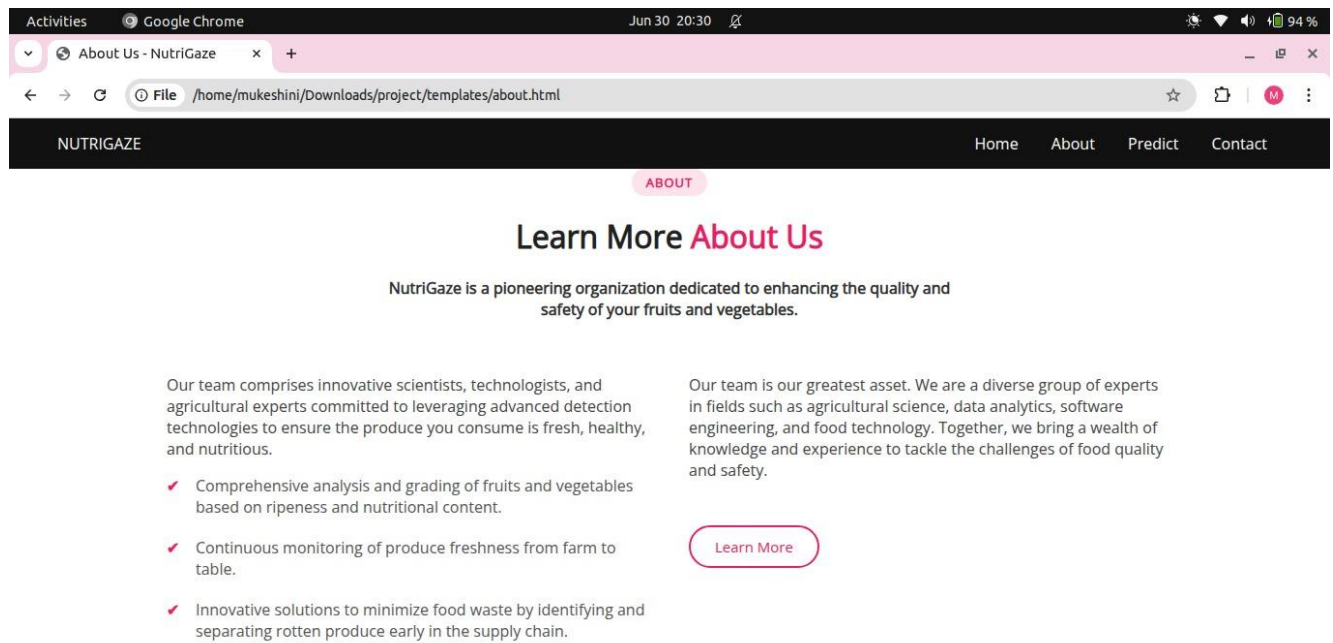 Activities Google Chrome Jun 30 20:30 94 %
About Us - NutriGaze
File /home/mukeshini/Downloads/project/templates/about.html M
NUTRIGAZE Home About Predict Contact
ABOUT
Learn More About Us
NutriGaze is a pioneering organization dedicated to enhancing the quality and
safety of your fruits and vegetables.
Our team comprises innovative scientists, technologists, and
agricultural experts committed to leveraging advanced detection
technologies to ensure the produce you consume is fresh, healthy,
and nutritious.
✔ Comprehensive analysis and grading of fruits and vegetables
based on ripeness and nutritional content.
✔ Continuous monitoring of produce freshness from farm to
table.
✔ Innovative solutions to minimize food waste by identifying and
separating rotten produce early in the supply chain.
Our team is our greatest asset. We are a diverse group of experts
in fields such as agricultural science, data analytics, software
engineering, and food technology. Together, we bring a wealth of
knowledge and experience to tackle the challenges of food quality
and safety.
Learn More